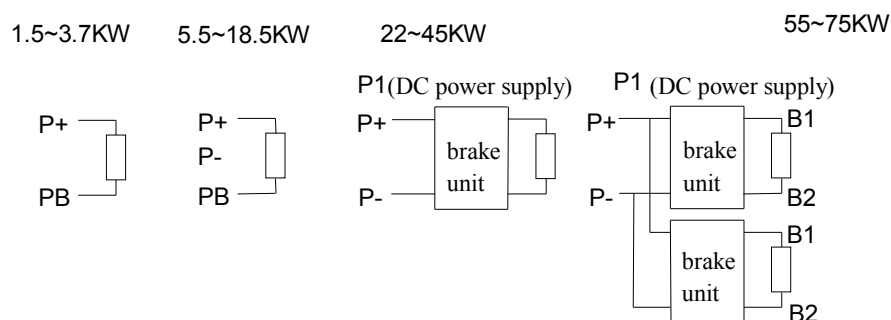 1.5~3.7KW
5.5~18.5KW
22~45KW
55~75KW
P+
PB
P+
P-
PB
P1(DC power supply)
P+
P-
brake
unit
P1 (DC power supply)
P+
P-
brake
unit
B1
B2
brake
unit
B1
B2